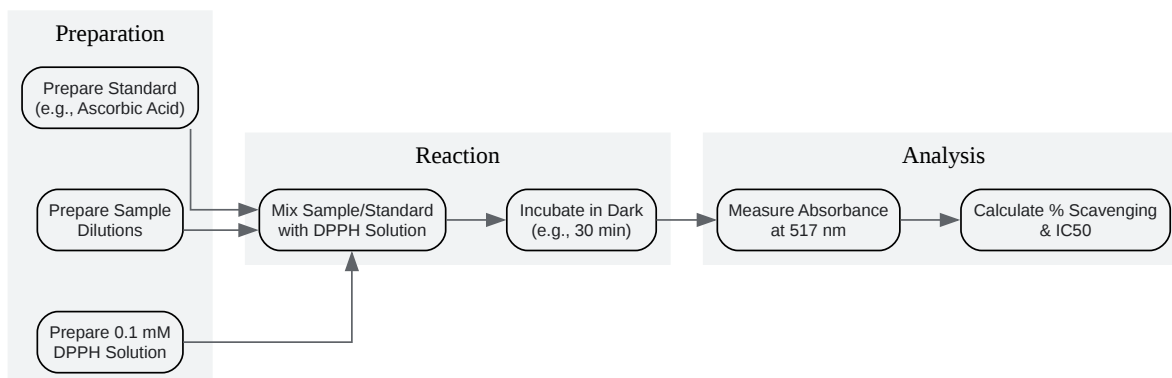 Preparation
Prepare Standard
(e.g., Ascorbic Acid)
Prepare Sample
Dilutions
Prepare 0.1 mM
DPPH Solution
Reaction
Mix Sample/Standard
with DPPH Solution
Incubate in Dark
(e.g., 30 min)
Analysis
Measure Absorbance
at 517 nm
Calculate % Scavenging
& IC50